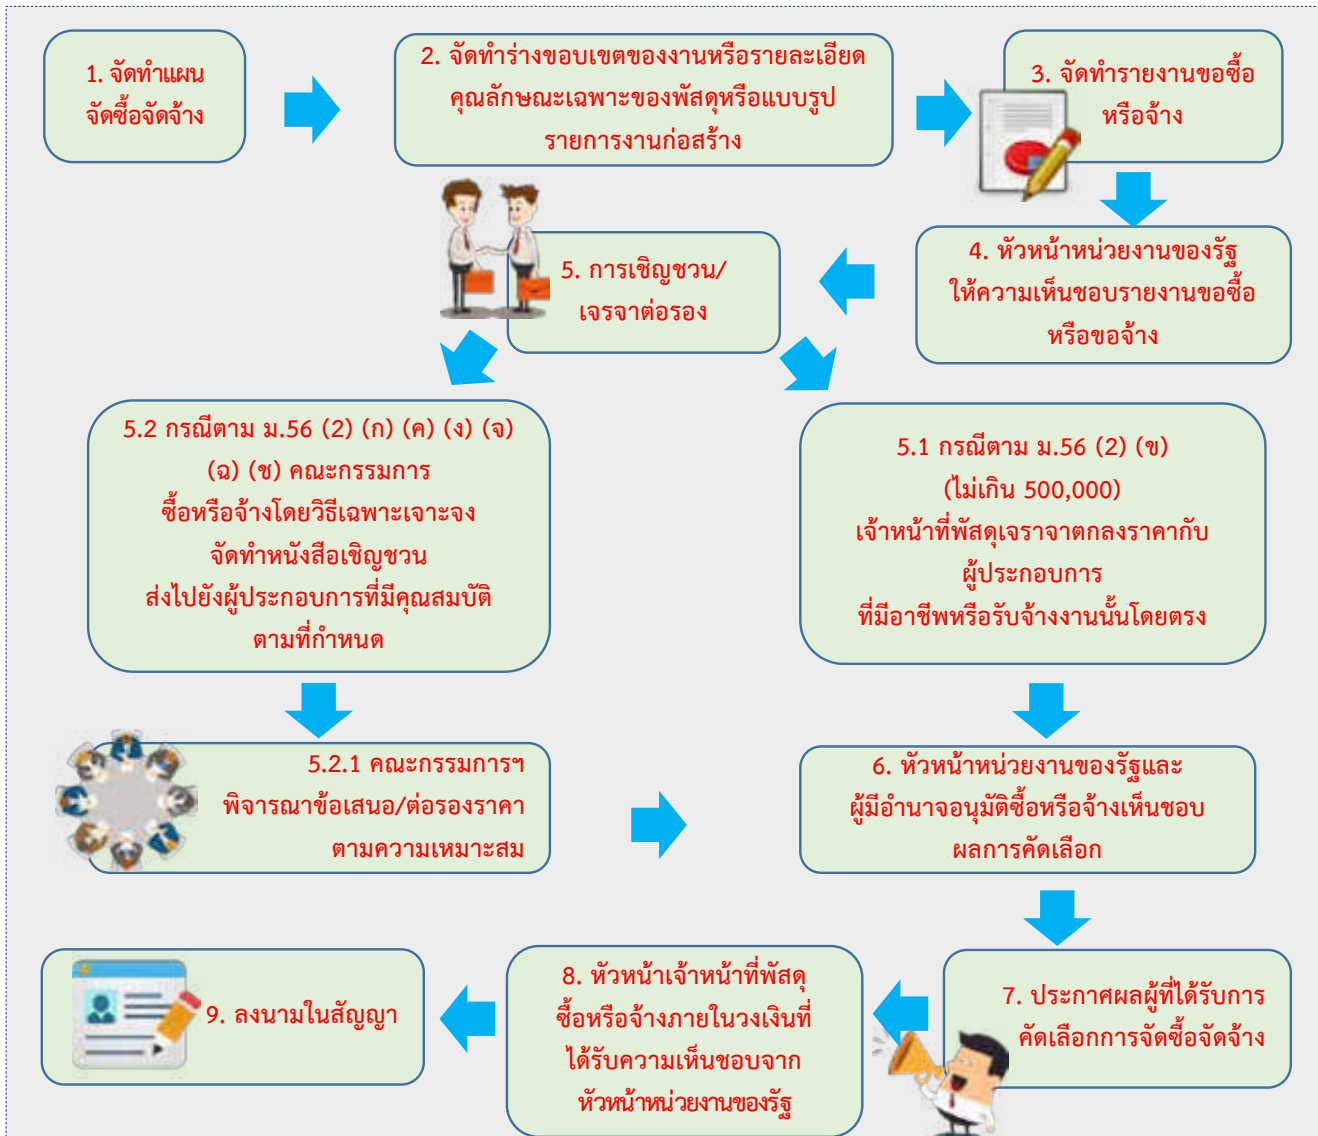 1. จัดทำแผน
จัดซื้อจัดจ้าง
2. จัดทำร่างขอบเขตของงานหรือรายละเอียด
คุณลักษณะเฉพาะของพัสดุหรือแบบรูป
รายการงานก่อสร้าง
3. จัดทำรายงานขอซื้อ
หรือจ้าง
4. หัวหน้าหน่วยงานของรัฐ
ให้ความเห็นชอบรายงานขอซื้อ
หรือขอจ้าง
5. การเชิญชวน/
เจรจาต่อรอง
5.1 กรณีตาม ม.56 (2) (ข)
(ไม่เกิน 500,000)
เจ้าหน้าที่พัสดุเจราจาตกลงราคากับ
ผู้ประกอบการ
ที่มีอาชีพหรือรับจ้างงานนั้นโดยตรง
5.2 กรณีตาม ม.56 (2) (ก) (ค) (ง) (จ)
(ฉ) (ช) คณะกรรมการ
ซื้อหรือจ้างโดยวิธีเฉพาะเจาะจง
จัดทำหนังสือเชิญชวน
ส่งไปยังผู้ประกอบการที่มีคุณสมบัติ
ตามที่กำหนด
5.2.1 คณะกรรมการฯ
พิจารณาข้อเสนอ/ต่อรองราคา
ตามความเหมาะสม
6. หัวหน้าหน่วยงานของรัฐและ
ผู้มีอำนาจอนุมัติซื้อหรือจ้างเห็นชอบ
ผลการคัดเลือก
7. ประกาศผลผู้ที่ได้รับการ
คัดเลือกการจัดซื้อจัดจ้าง
8. หัวหน้าเจ้าหน้าที่พัสดุ
ซื้อหรือจ้างภายในวงเงินที่
ได้รับความเห็นชอบจาก
หัวหน้าหน่วยงานของรัฐ
9. ลงนามในสัญญา